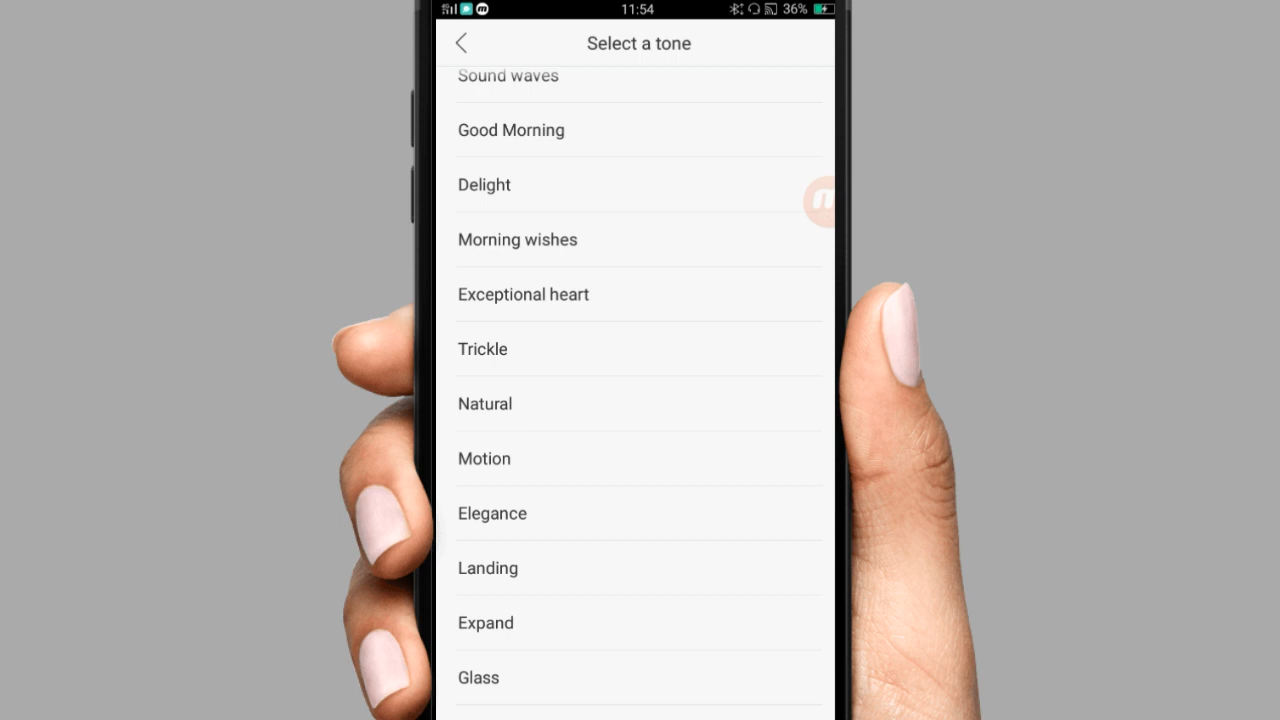 11:54
36%
Select a tone
Sound waves
Good Morning
Delight
Morning wishes
Exceptional heart
Trickle
Natural
Motion
Elegance
Landing
Expand
Glass